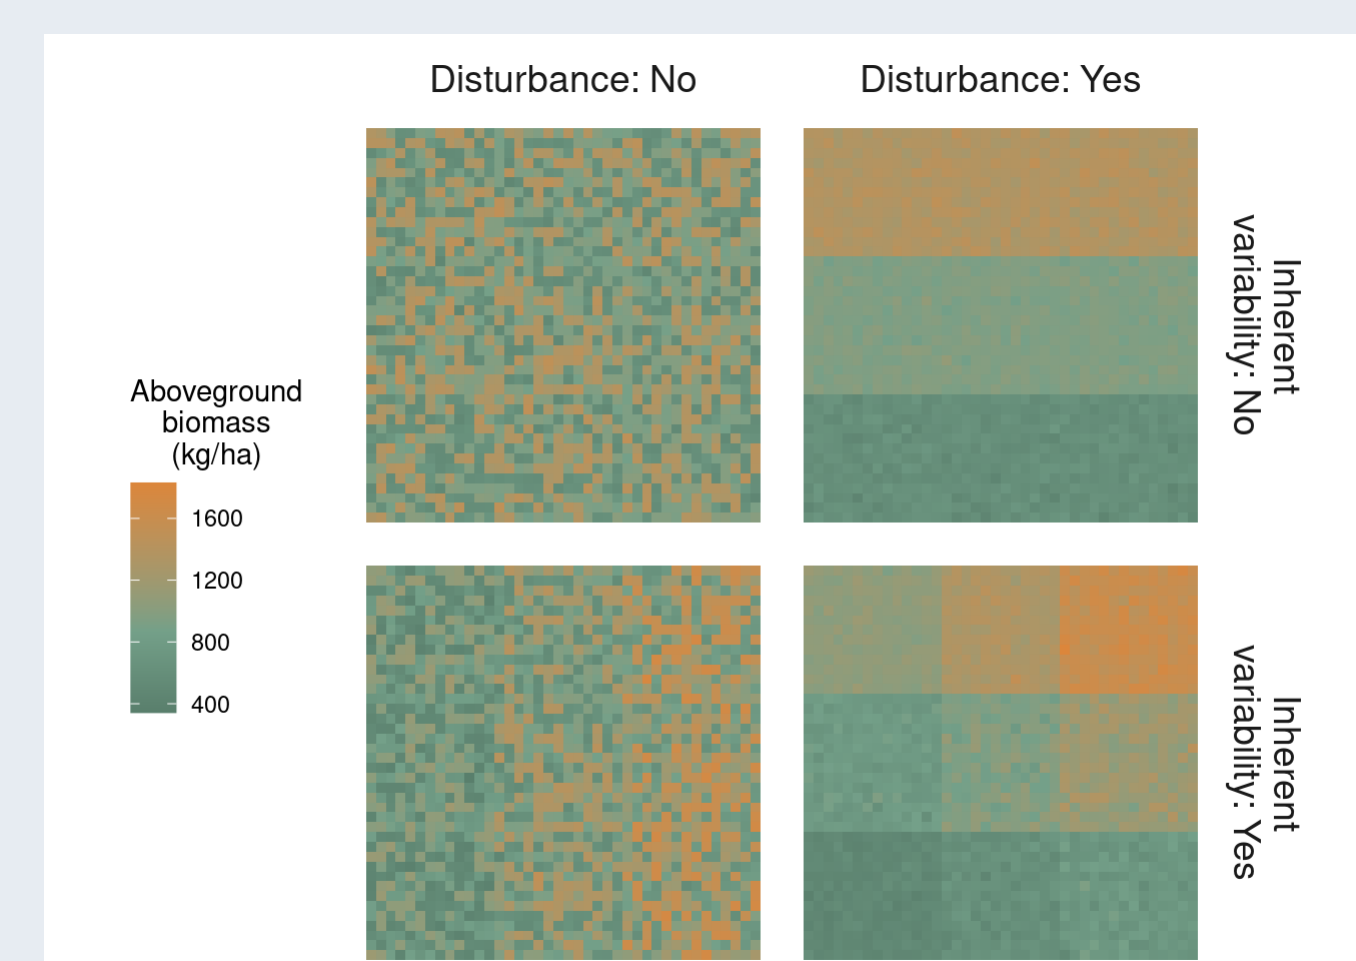 Disturbance: No
Disturbance: Yes
Inherent
variability: No
Aboveground
biomass
(kg/ha)
1600
1200
800
400
Inherent
variability: Yes